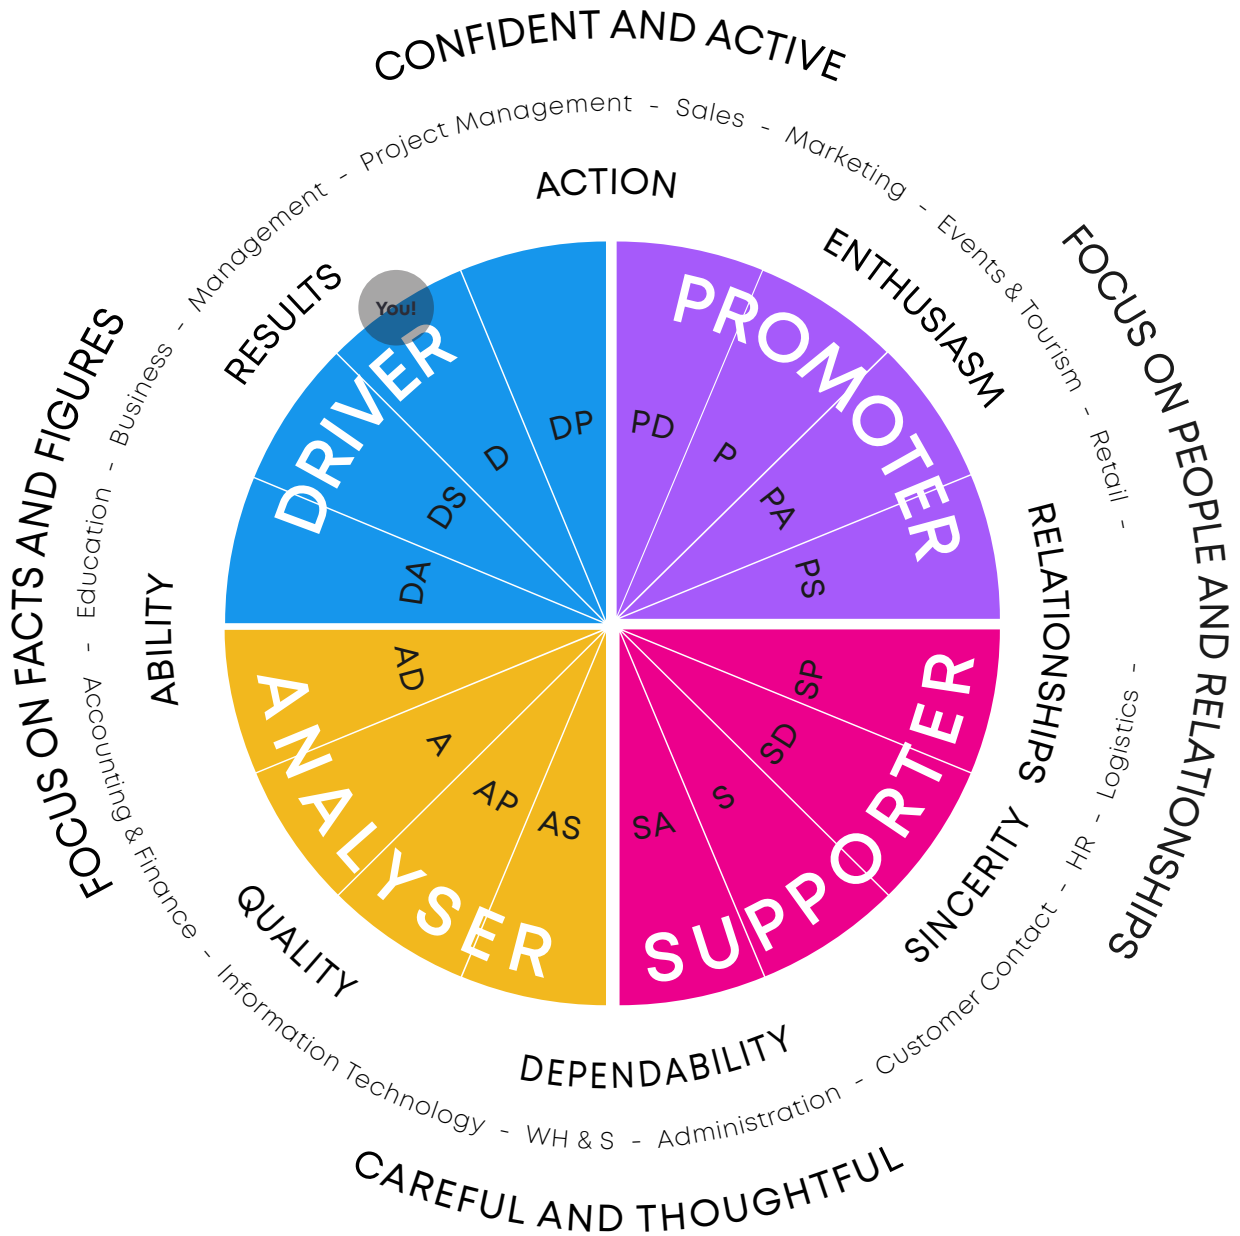 CONFIDENT AND ACTIVE
Business - Management - Project Management - Sales - Marketing - Events & Tourism - Retail -
ACTION
ENTHUSIASM
RESULTS
FOCUS ON PEOPLE AND RELATIONSHIPS
FOCUS ON FACTS AND FIGURES
You!
DRIVER
PROMOTER
DP
PD
D
P
DS
PA
DA
PS
RELATIONSHIPS
ABILITY
AD
SP
A
SD
AP
S
AS
SA
ANALYSER
SUPPORTER
QUALITY
SINCERITY
DEPENDABILITY
- Education -
Accounting & Finance - Information Technology - WH & S - Administration - Customer Contact - HR - Logistics -
CAREFUL AND THOUGHTFUL